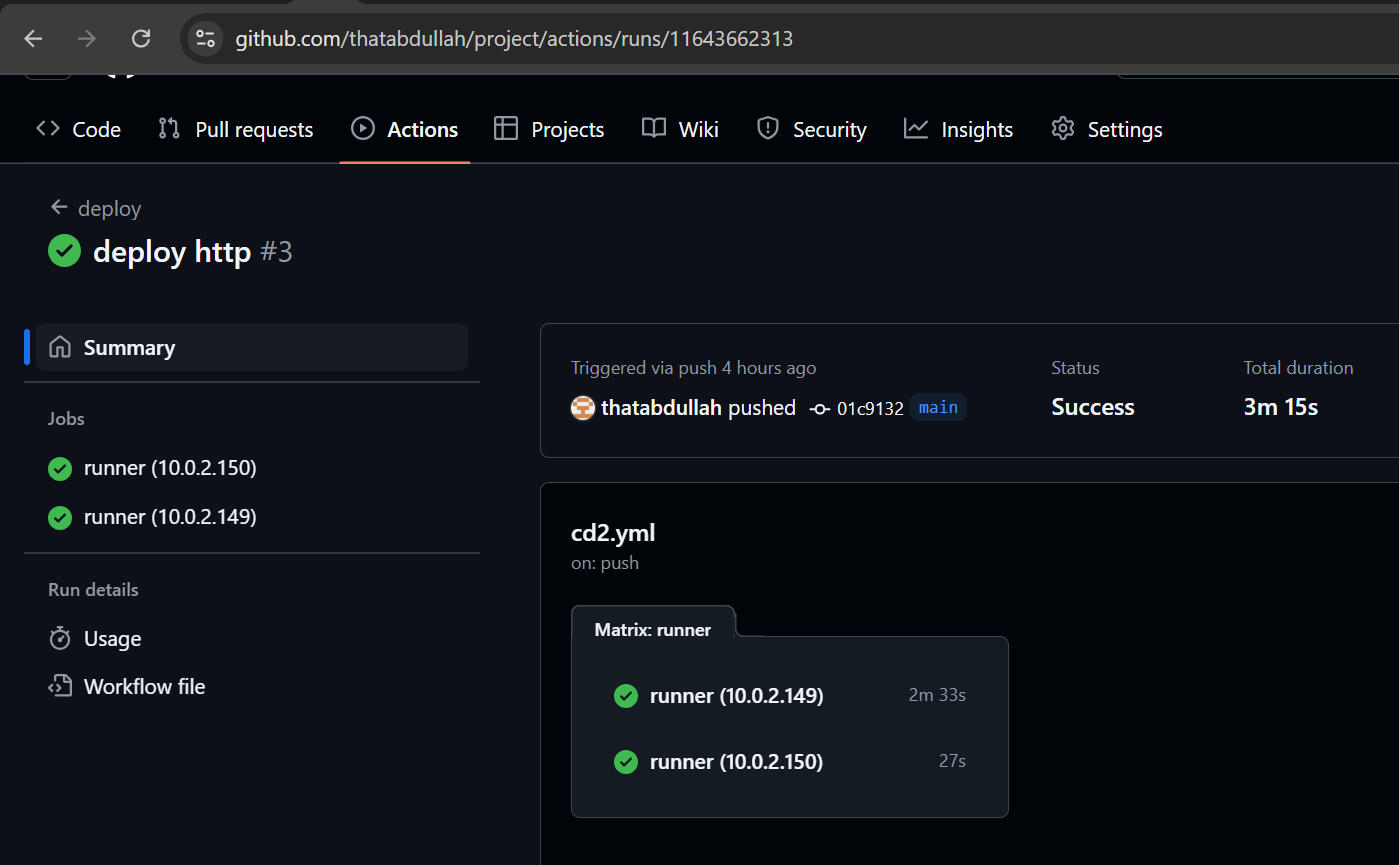 github.com/thatabdullah/project/actions/runs/11643662313
Code Pull requests Actions Projects Wiki Security Insights Settings
deploy
deploy http #3
Summary
Jobs
runner (10.0.2.150)
runner (10.0.2.149)
Run details
Usage
Workflow file
Triggered via push 4 hours ago
thatabdullah pushed 01c9132 main
Status
Success
Total duration
3m 15s
cd2.yml
on: push
Matrix: runner
runner (10.0.2.149) 2m 33s
runner (10.0.2.150) 27s